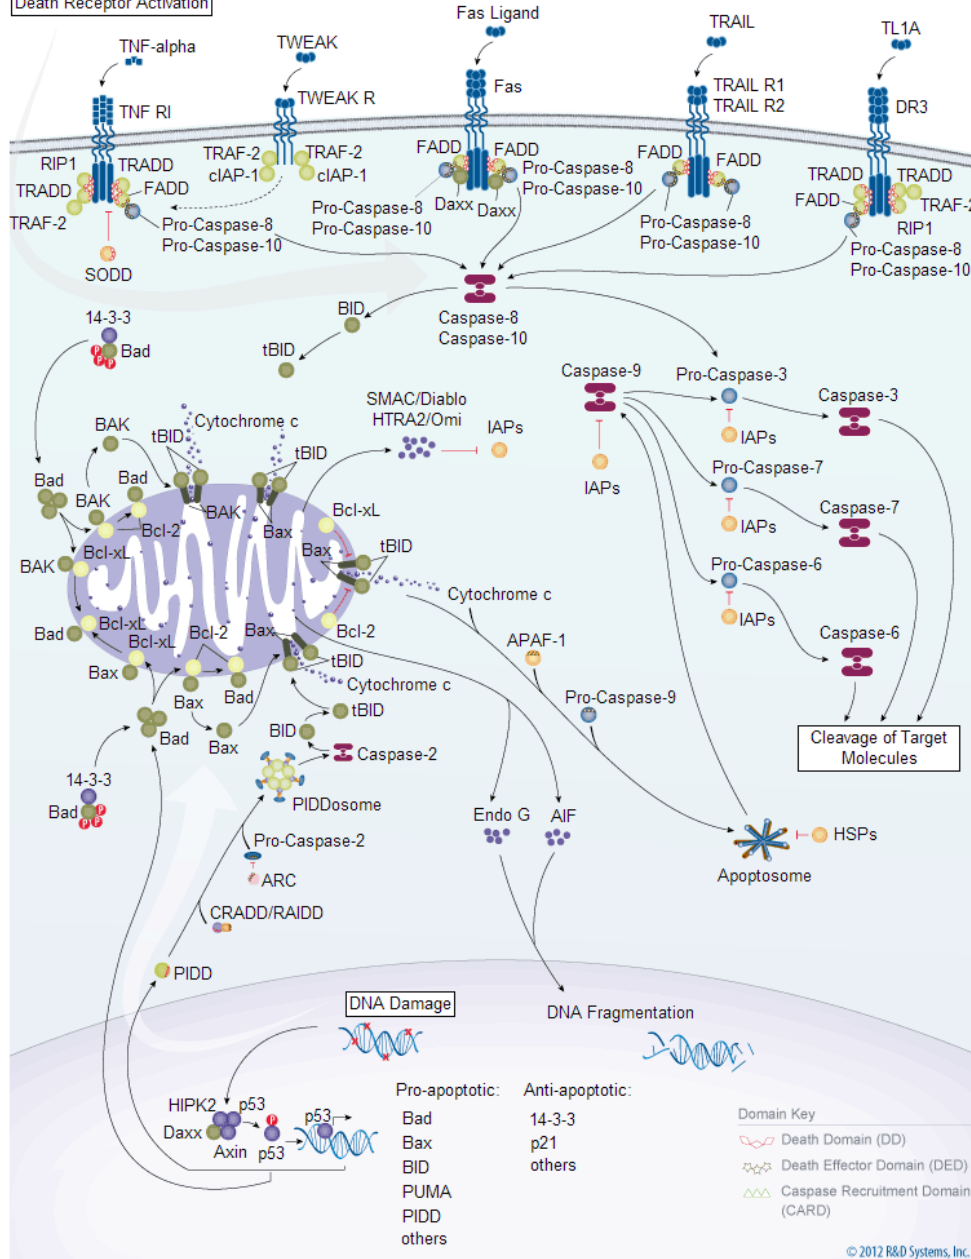 Death Receptor Activation
Fas Ligand
TRAIL
TL1A
TNF-alpha
TWEAK
TNF RI
TWEAK R
Fas
TRAIL R1
TRAIL R2
DR3
RIP1
TRADD
TRADD
FADD
TRAF-2
TRAF-2
cIAP-1
TRAF-2
cIAP-1
FADD
FADD
Pro-Caspase-8
Pro-Caspase-10
Daxx
Daxx
Pro-Caspase-8
Pro-Caspase-10
FADD
FADD
Pro-Caspase-8
Pro-Caspase-10
TRADD
FADD
TRADD
TRAF-2
RIP1
Pro-Caspase-8
Pro-Caspase-10
Pro-Caspase-8
Pro-Caspase-10
SODD
Caspase-8
Caspase-10
BID
tBID
14-3-3
P
P
P
Bad
Caspase-9
Pro-Caspase-3
Caspase-3
SMAC/Diablo
HTRA2/Omi
IAPs
IAPs
IAPs
Pro-Caspase-7
Caspase-7
IAPs
Pro-Caspase-6
IAPs
Caspase-6
Cytochrome c
BAK
tBID
tBID
Bad
Bad
BAK
BAK
Bcl-xL
Bcl-2
Bax
Bax
tBID
Bcl-xL
BAK
Bcl-xL
Bad
Bcl-xL
Bcl-2
Bax
Bcl-2
Cytochrome c
Bax
Bax
Bad
tBID
Cytochrome c
APAF-1
Pro-Caspase-9
Bad
Bax
BID
tBID
Caspase-2
14-3-3
Bad
P
P
P
PIDDosome
Pro-Caspase-2
ARC
CRADD/RAIDD
PIDD
Endo G
AIF
Apoptosome
HSPs
Cleavage of Target
Molecules
DNA Damage
DNA Fragmentation
HIPK2
p53
Daxx
Axin
P
p53
p53
Pro-apoptotic:
Bad
Bax
BID
PUMA
PIDD
others
Anti-apoptotic:
14-3-3
p21
others
Domain Key
Death Domain (DD)
Death Effector Domain (DED)
Caspase Recruitment Domain
(CARD)
© 2012 R&D Systems, Inc.